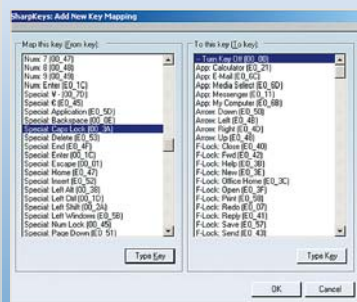 SharpKeys: Add New Key Mapping
Map this key (From key):
Num: 7 (00_47)
Num: 8 (00_48)
Num: 9 (00_49)
Num: Enter (E0_1C)
Special: ¥ - (00_7D)
Special: € (E0_45)
Special: Application (E0_5D)
Special: Backspace (00_0E)
Special: Caps Lock (00_3A)
Special: Delete (E0_53)
Special: End (E0_4F)
Special: Enter (00_1C)
Special: Escape (00_01)
Special: Home (E0_47)
Special: Insert (E0_52)
Special: Left Alt (00_38)
Special: Left Ctrl (00_1D)
Special: Left Shift (00_2A)
Special: Left Windows (E0_5B)
Special: Num Lock (00_45)
Special: Page Down (E0_51)
Type Key
To this key (To key):
-- Turn Key Off (00_00)
App: Calculator (E0_21)
App: E-Mail (E0_6C)
App: Media Select (E0_6D)
App: Messenger (E0_11)
App: My Computer (E0_6B)
Arrow: Down (E0_50)
Arrow: Left (E0_4B)
Arrow: Right (E0_4D)
Arrow: Up (E0_48)
F-Lock: Close (E0_40)
F-Lock: Fwd (E0_42)
F-Lock: Help (E0_3B)
F-Lock: New (E0_3E)
F-Lock: Office Home (E0_3C)
F-Lock: Open (E0_3F)
F-Lock: Print (E0_58)
F-Lock: Redo (E0_07)
F-Lock: Reply (E0_41)
F-Lock: Save (E0_57)
F-Lock: Send (E0_43)
Type Key
OK
Cancel